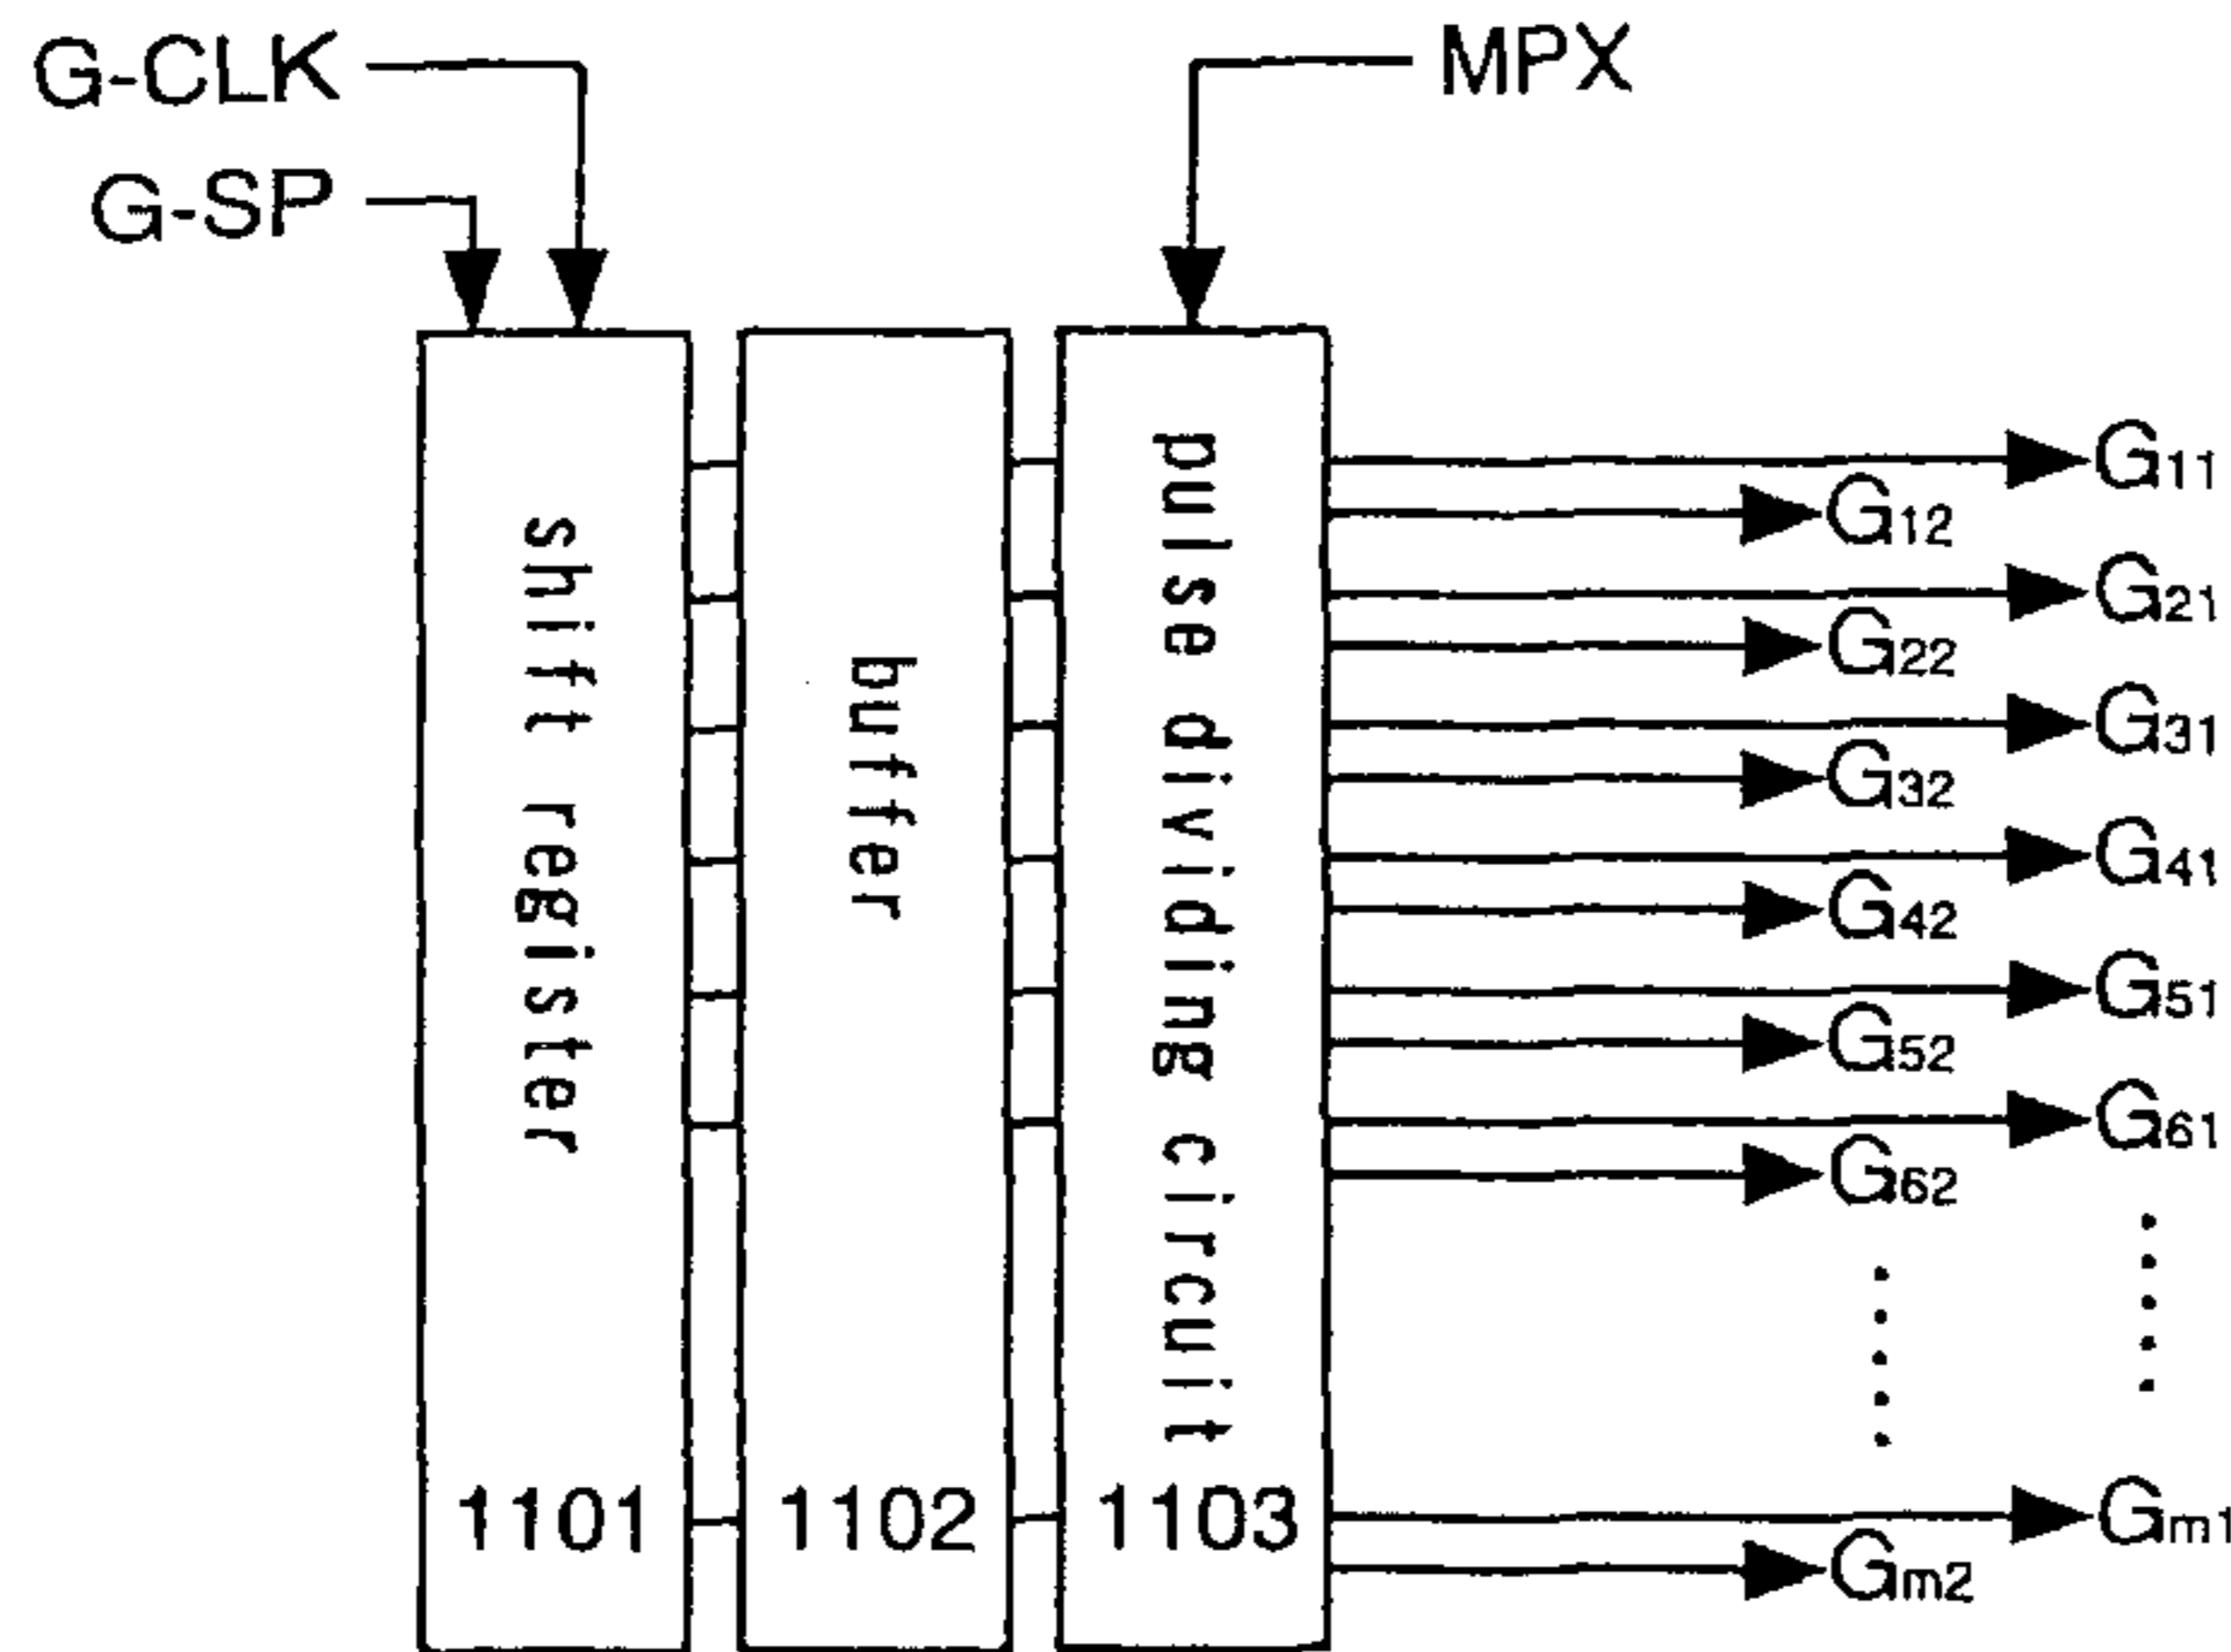 G-CLK
MPX
G-SP
shift register
buffer
pulse dividing circuit
G11
G12
G21
G22
G31
G32
G41
G42
G51
G52
G61
G62
1101
1102
1103
Gm1
Gm2